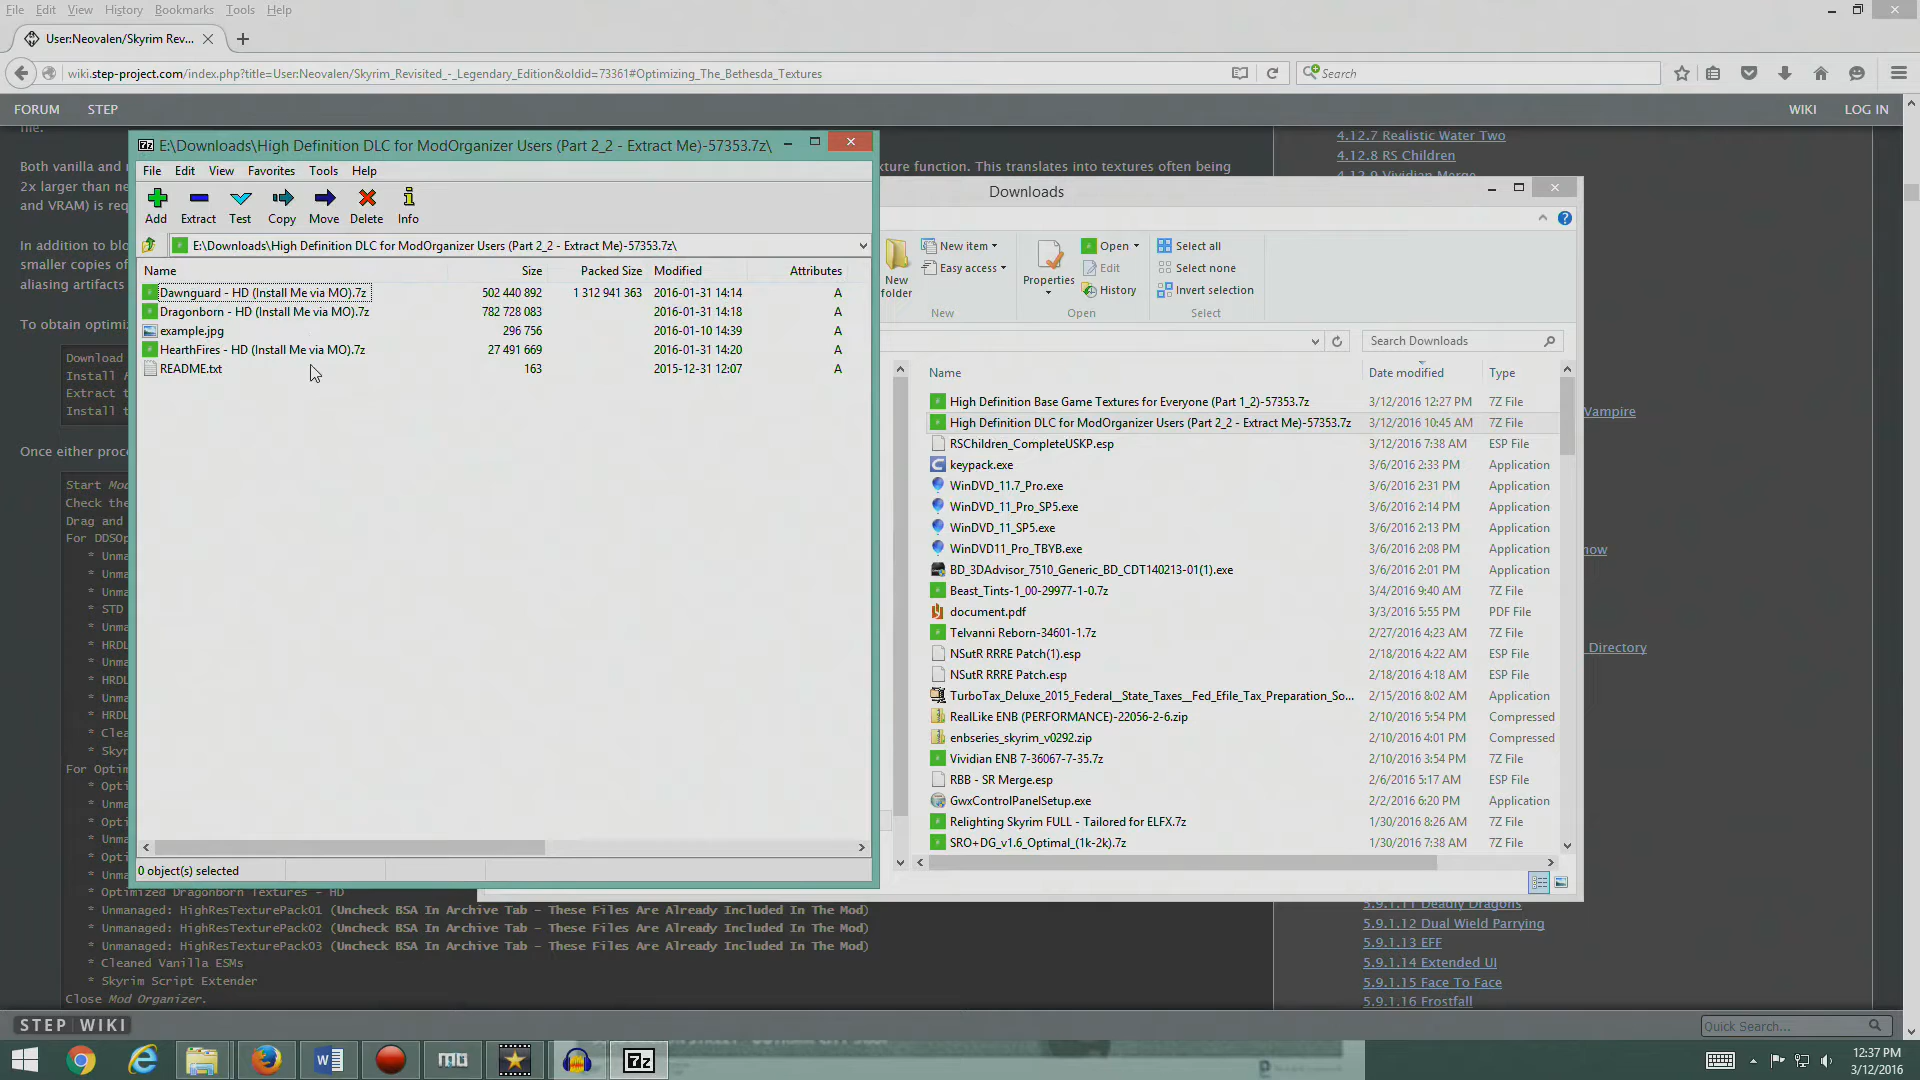 File Edit View History Bookmarks Tools Help
User:Neovalen/Skyrim Rev...
wiki.step-project.com/index.php?title=User:Neovalen/Skyrim_Revisited_-_Legendary_Edition&oldid=73361#Optimizing_The_Bethesda_Textures
Search
FORUM STEP WIKI LOG IN
file.
Both vanilla and
2x larger than ne
and VRAM) is req
xture function. This translates into textures often being
In addition to blo
smaller copies of
aliasing artifacts
To obtain optimi
Download
Install
Extract t
Install t
Once either proc
Start Mod
Check the
Drag and
For DDSOp
* Unma
* Unma
* Unma
* STD
* Unma
* HRDL
* Unma
* HRDL
* Unma
* HRDL
* Clea
* Skyr
For Optim
* Opti
* Unma
* Opti
* Unma
* Opti
* Unma
* Optimized Dragonborn Textures - HD
* Unmanaged: HighResTexturePack01 (Uncheck BSA In Archive Tab - These Files Are Already Included In The Mod)
* Unmanaged: HighResTexturePack02 (Uncheck BSA In Archive Tab - These Files Are Already Included In The Mod)
* Unmanaged: HighResTexturePack03 (Uncheck BSA In Archive Tab - These Files Are Already Included In The Mod)
* Cleaned Vanilla ESMs
* Skyrim Script Extender
Close Mod Organizer.
E:\Downloads\High Definition DLC for ModOrganizer Users (Part 2_2 - Extract Me)-57353.7z\
File Edit View Favorites Tools Help
Add Extract Test Copy Move Delete Info
E:\Downloads\High Definition DLC for ModOrganizer Users (Part 2_2 - Extract Me)-57353.7z\
Name Size Packed Size Modified Attributes
Dawnguard - HD (Install Me via MO).7z 502 440 892 1 312 941 363 2016-01-31 14:14 A
Dragonborn - HD (Install Me via MO).7z 782 728 083 2016-01-31 14:18 A
example.jpg 296 756 2016-01-10 14:39 A
HearthFires - HD (Install Me via MO).7z 27 491 669 2016-01-31 14:20 A
README.txt 163 2015-12-31 12:07 A
0 object(s) selected
Downloads
New folder
New item
Easy access
New
Properties
Open
Edit
History
Open
Select all
Select none
Invert selection
Select
Search Downloads
Name Date modified Type
High Definition Base Game Textures for Everyone (Part 1_2)-57353.7z 3/12/2016 12:27 PM 7Z File
High Definition DLC for ModOrganizer Users (Part 2_2 - Extract Me)-57353.7z 3/12/2016 10:45 AM 7Z File
RSChildren_CompleteUSKP.esp 3/12/2016 7:38 AM ESP File
keypack.exe 3/6/2016 2:33 PM Application
WinDVD_11.7_Pro.exe 3/6/2016 2:31 PM Application
WinDVD_11_Pro_SP5.exe 3/6/2016 2:14 PM Application
WinDVD_11_SP5.exe 3/6/2016 2:13 PM Application
WinDVD11_Pro_TBYB.exe 3/6/2016 2:08 PM Application
BD_3DAdvisor_7510_Generic_BD_CDT140213-01(1).exe 3/6/2016 2:01 PM Application
Beast_Tints-1_00-29977-1-0.7z 3/4/2016 9:40 AM 7Z File
document.pdf 3/3/2016 5:55 PM PDF File
Telvanni Reborn-34601-1.7z 2/27/2016 4:23 AM 7Z File
NSutR RRRE Patch(1).esp 2/18/2016 4:22 AM ESP File
NSutR RRRE Patch.esp 2/18/2016 4:18 AM ESP File
TurboTax_Deluxe_2015_Federal__State_Taxes__Fed_Efile_Tax_Preparation_So... 2/15/2016 8:02 AM Application
RealLike ENB (PERFORMANCE)-22056-2-6.zip 2/10/2016 5:54 PM Compressed
enbseries_skyrim_v0292.zip 2/10/2016 4:01 PM Compressed
Vividian ENB 7-36067-7-35.7z 2/10/2016 3:54 PM 7Z File
RBB - SR Merge.esp 2/6/2016 5:17 AM ESP File
GwxControlPanelSetup.exe 2/2/2016 6:20 PM Application
Relighting Skyrim FULL - Tailored for ELFX.7z 1/30/2016 8:26 AM 7Z File
SRO+DG_v1.6_Optimal_(1k-2k).7z 1/30/2016 7:38 AM 7Z File
4.12.7 Realistic Water Two
4.12.8 RS Children
4.12.9 Vividian Merge
Vampire
now
Directory
5.9.1.11 Deadly Dragons
5.9.1.12 Dual Wield Parrying
5.9.1.13 EFF
5.9.1.14 Extended UI
5.9.1.15 Face To Face
5.9.1.16 Frostfall
STEP WIKI
Quick Search...
MO
7z
12:37 PM
3/12/2016